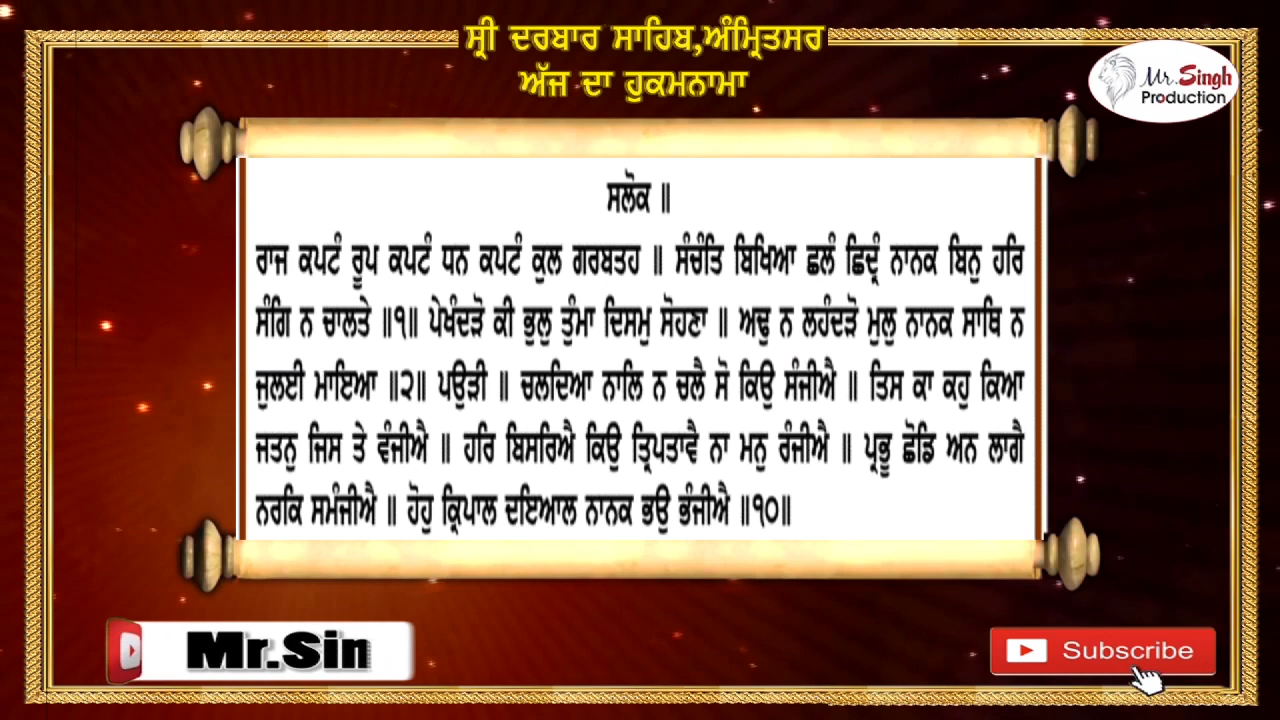 ਸ੍ਰੀ ਦਰਬਾਰ ਸਾਹਿਬ,ਅੰਮ੍ਰਿਤਸਰ
ਅੱਜ ਦਾ ਹੁਕਮਨਾਮਾ
Mr.Singh
Production
ਸਲੋਕ ॥
ਰਾਜ ਕਪਟੰ ਰੂਪ ਕਪਟੰ ਧਨ ਕਪਟੰ ਕੁਲ ਗਰਬਤਹ ॥ ਸੰਚੰਤਿ ਬਿਖਿਆ ਛਲੰ ਛਿਦ੍ਰੰ ਨਾਨਕ ਬਿਨੁ ਹਰਿ
ਸੰਗਿ ਨ ਚਾਲਤੇ ॥੧॥ ਪੇਖੰਦੜੋ ਕੀ ਭੁਲੁ ਤੁੰਮਾ ਦਿਸਮੁ ਸੋਹਣਾ ॥ ਅਢੁ ਨ ਲਹੰਦੜੋ ਮੁਲੁ ਨਾਨਕ ਸਾਥਿ ਨ
ਜੁਲਈ ਮਾਇਆ ॥੨॥ ਪਉੜੀ ॥ ਚਲਦਿਆ ਨਾਲਿ ਨ ਚਲੈ ਸੋ ਕਿਉ ਸੰਜੀਐ ॥ ਤਿਸ ਕਾ ਕਹੁ ਕਿਆ
ਜਤਨੁ ਜਿਸ ਤੇ ਵੰਜੀਐ ॥ ਹਰਿ ਬਿਸਰਿਐ ਕਿਉ ਤ੍ਰਿਪਤਾਵੈ ਨਾ ਮਨੁ ਰੰਜੀਐ ॥ ਪ੍ਰਭੂ ਛੋਡਿ ਅਨ ਲਾਗੈ
ਨਰਕਿ ਸਮੰਜੀਐ ॥ ਹੋਹੁ ਕ੍ਰਿਪਾਲ ਦਇਆਲ ਨਾਨਕ ਭਉ ਭੰਜੀਐ ॥੧੦॥
Mr.Sin
Subscribe